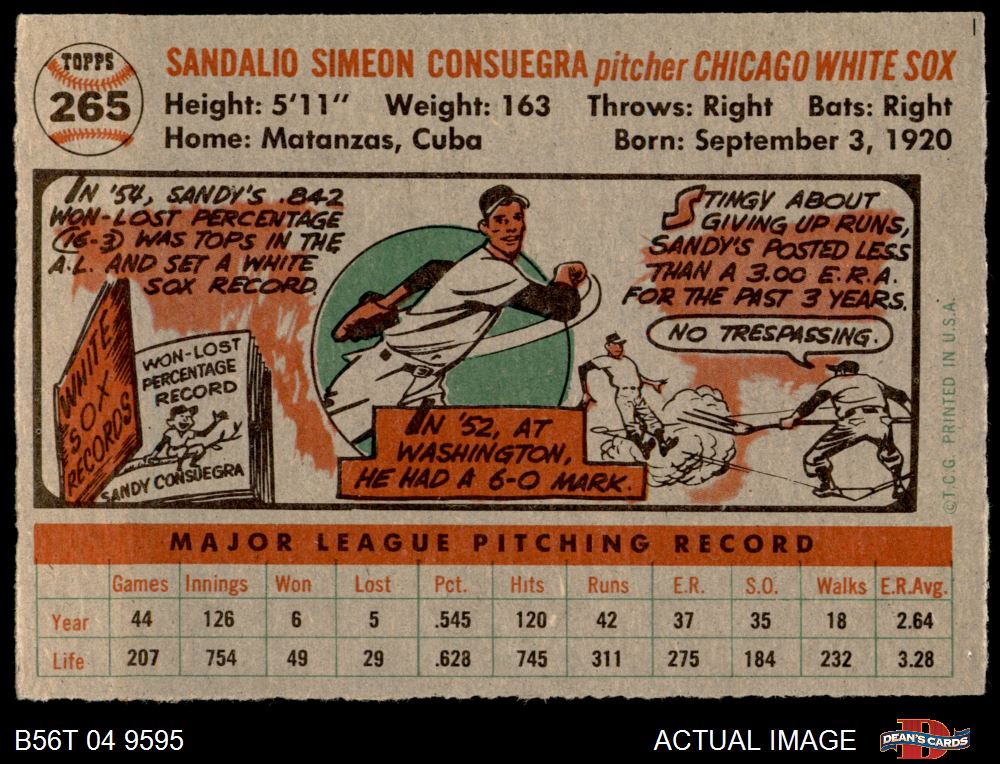 TOPPS
265
SANDALIO SIMEON CONSUEGRA pitcher CHICAGO WHITE SOX
Height: 5'11" Weight: 163 Throws: Right Bats: Right
Home: Matanzas, Cuba Born: September 3, 1920
IN '54, SANDY'S .842
WON-LOST PERCENTAGE
(16-3) WAS TOPS IN THE
A.L. AND SET A WHITE
SOX RECORD.
WHITE
SOX
RECORDS
WON-LOST
PERCENTAGE
RECORD
SANDY CONSUEGRA
IN '52, AT
WASHINGTON,
HE HAD A 6-0 MARK.
STINGY ABOUT
GIVING UP RUNS,
SANDY'S POSTED LESS
THAN A 3.00 E.R.A.
FOR THE PAST 3 YEARS.
NO TRESPASSING.
©T.C.G. PRINTED IN U.S.A.
MAJOR LEAGUE PITCHING RECORD
Games Innings Won Lost Pct. Hits Runs E.R. S.O. Walks E.R.Avg.
Year 44 126 6 5 .545 120 42 37 35 18 2.64
Life 207 754 49 29 .628 745 311 275 184 232 3.28
B56T 04 9595
ACTUAL IMAGE
D
DEAN'S CARDS